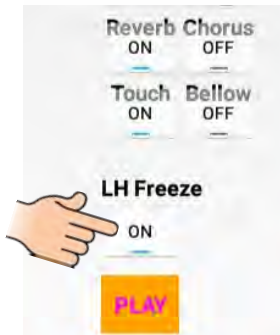 Reverb Chorus
ON OFF
Touch Bellow
ON OFF
LH Freeze
ON
PLAY